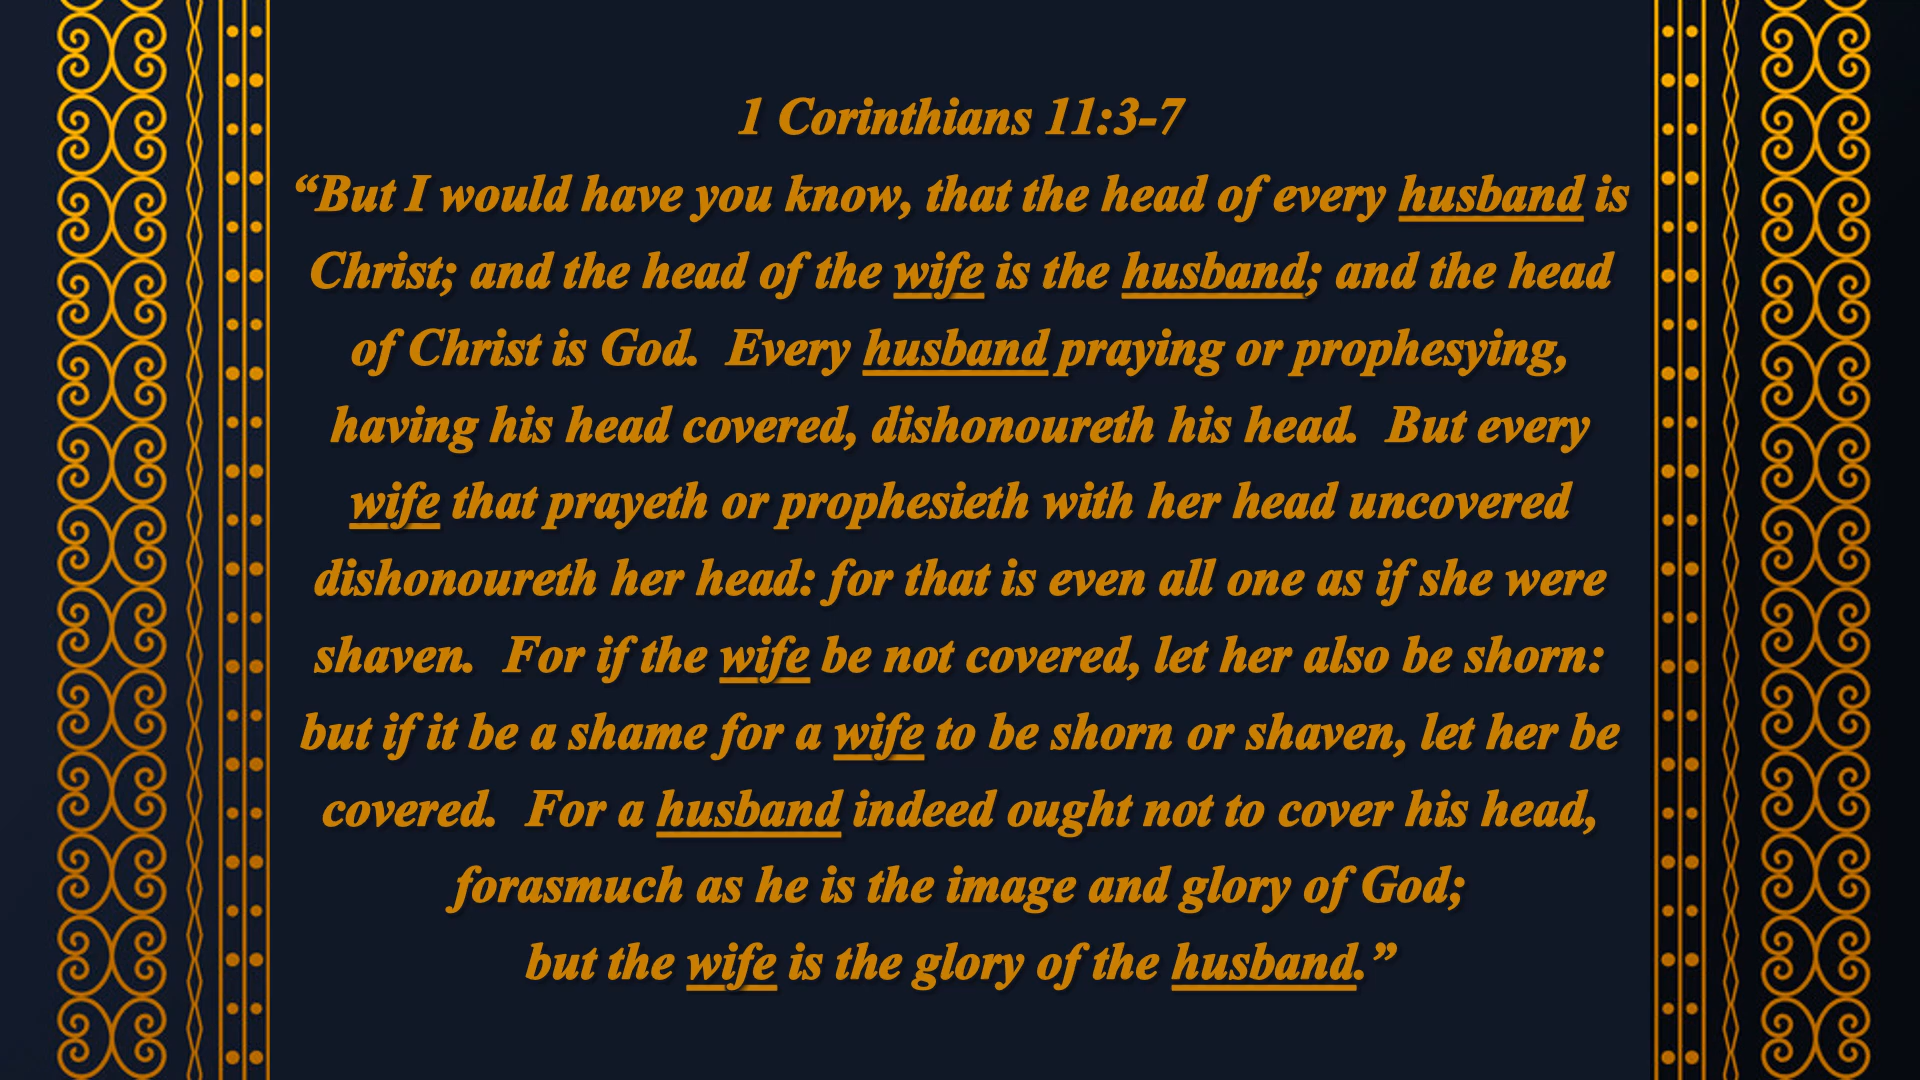 1 Corinthians 11:3-7
“But I would have you know, that the head of every husband is
Christ; and the head of the wife is the husband; and the head
of Christ is God.  Every husband praying or prophesying,
having his head covered, dishonoureth his head.  But every
wife that prayeth or prophesieth with her head uncovered
dishonoureth her head: for that is even all one as if she were
shaven.  For if the wife be not covered, let her also be shorn:
but if it be a shame for a wife to be shorn or shaven, let her be
covered.  For a husband indeed ought not to cover his head,
forasmuch as he is the image and glory of God;
but the wife is the glory of the husband.”